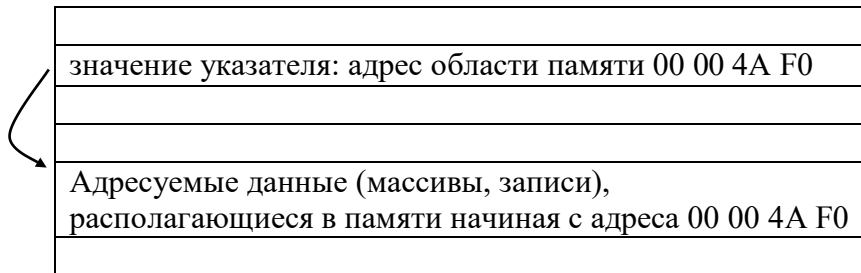 значение указателя: адрес области памяти 00 00 4A F0
Адресуемые данные (массивы, записи),
располагающиеся в памяти начиная с адреса 00 00 4A F0